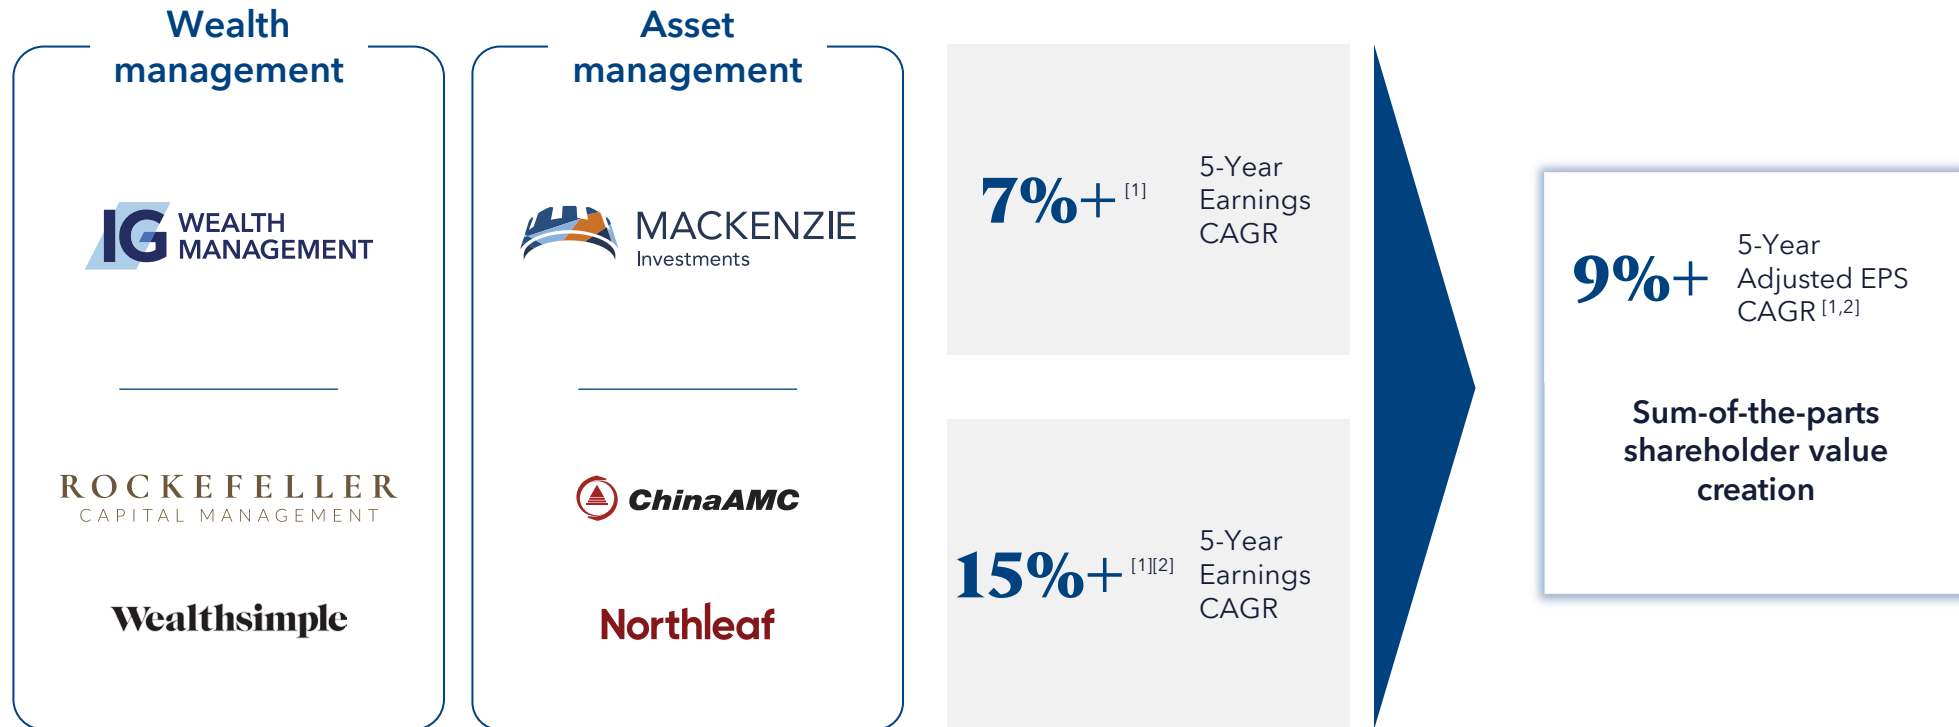 Wealth
management
IG WEALTH
MANAGEMENT
ROCKEFELLER
CAPITAL MANAGEMENT
Wealthsimple
Asset
management
MACKENZIE
Investments
ChinaAMC
Northleaf
7%+ [1]
5-Year
Earnings
CAGR
15%+ [1][2]
5-Year
Earnings
CAGR
9%+
5-Year
Adjusted EPS
CAGR [1,2]
Sum-of-the-parts
shareholder value
creation